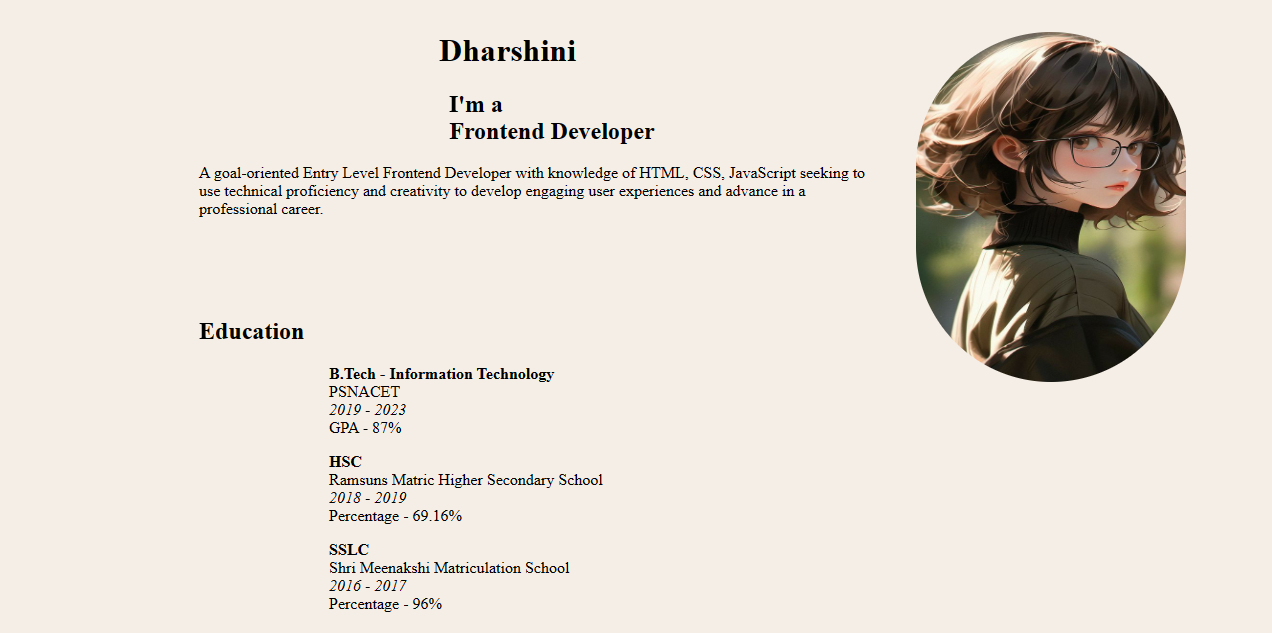 Dharshini
I'm a
Frontend Developer
A goal-oriented Entry Level Frontend Developer with knowledge of HTML, CSS, JavaScript seeking to
use technical proficiency and creativity to develop engaging user experiences and advance in a
professional career.
Education
B.Tech - Information Technology
PSNACET
2019 - 2023
GPA - 87%
HSC
Ramsuns Matric Higher Secondary School
2018 - 2019
Percentage - 69.16%
SSLC
Shri Meenakshi Matriculation School
2016 - 2017
Percentage - 96%